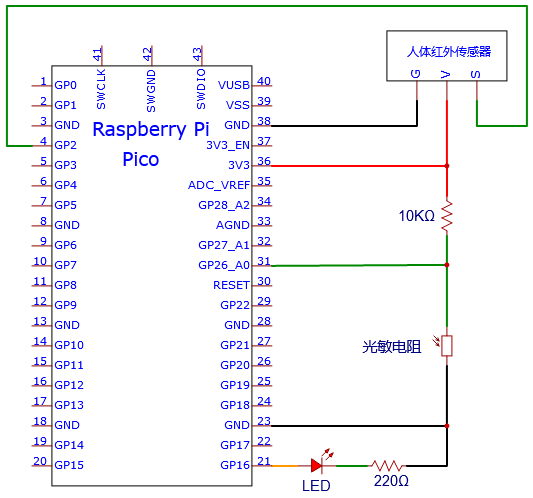 人体红外传感器
G V S
41 42 43
SWCLK SWGND SWDIO
Raspberry Pi
Pico
1 GP0 VUSB 40
2 GP1 VSS 39
3 GND GND 38
4 GP2 3V3_EN 37
5 GP3 3V3 36
6 GP4 ADC_VREF 35
7 GP5 GP28_A2 34
8 GND AGND 33
9 GP6 GP27_A1 32
10 GP7 GP26_A0 31
11 GP8 RESET 30
12 GP9 GP22 29
13 GND GND 28
14 GP10 GP21 27
15 GP11 GP20 26
16 GP12 GP19 25
17 GP13 GP18 24
18 GND GND 23
19 GP14 GP17 22
20 GP15 GP16 21
10KΩ
光敏电阻
LED
220Ω